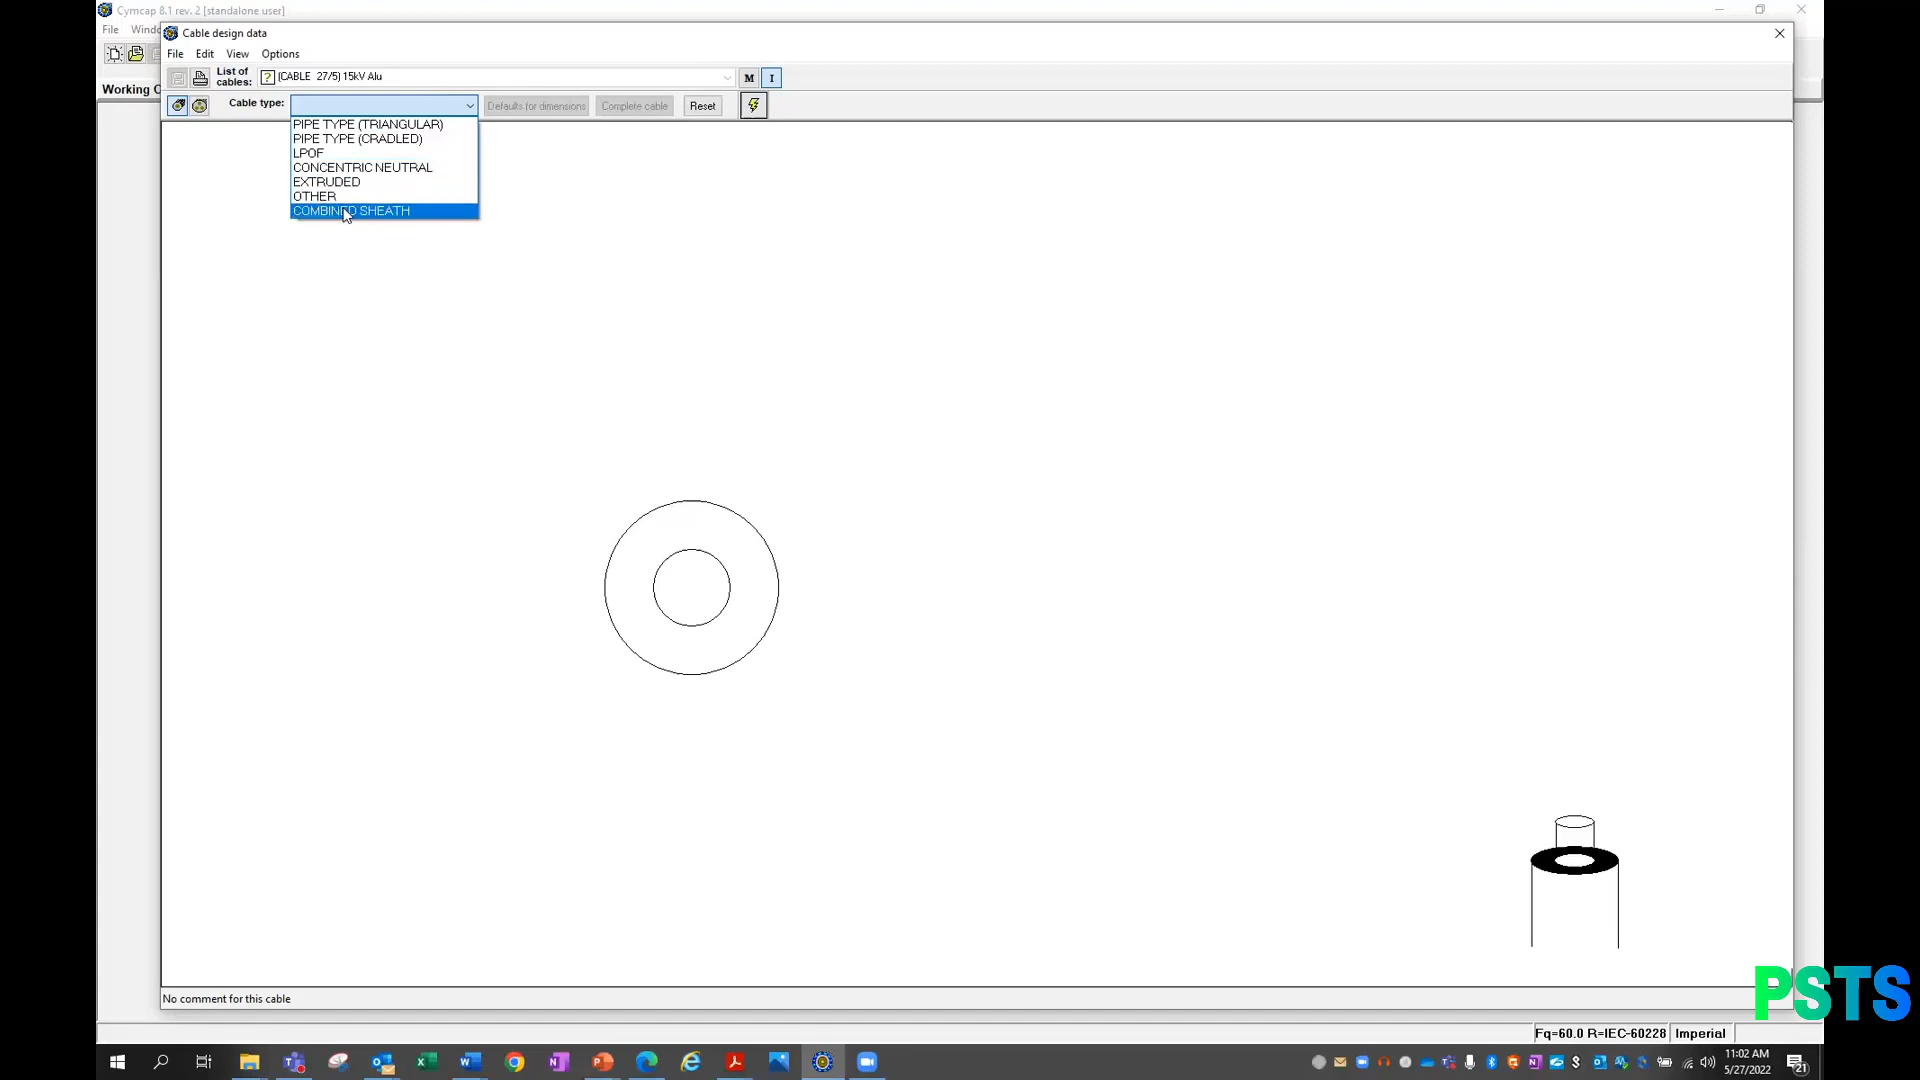 Cymcap 8.1 rev. 2 [standalone user]
File Windo
Cable design data
File Edit View Options
List of cables: ? (CABLE 27/5) 15kV Alu M I
Working C
Cable type: Defaults for dimensions Complete cable Reset
PIPE TYPE (TRIANGULAR)
PIPE TYPE (CRADLED)
LPOF
CONCENTRIC NEUTRAL
EXTRUDED
OTHER
COMBINED SHEATH
No comment for this cable
PSTS
Fq=60.0 R=IEC-60228 Imperial
11:02 AM
5/27/2022
21